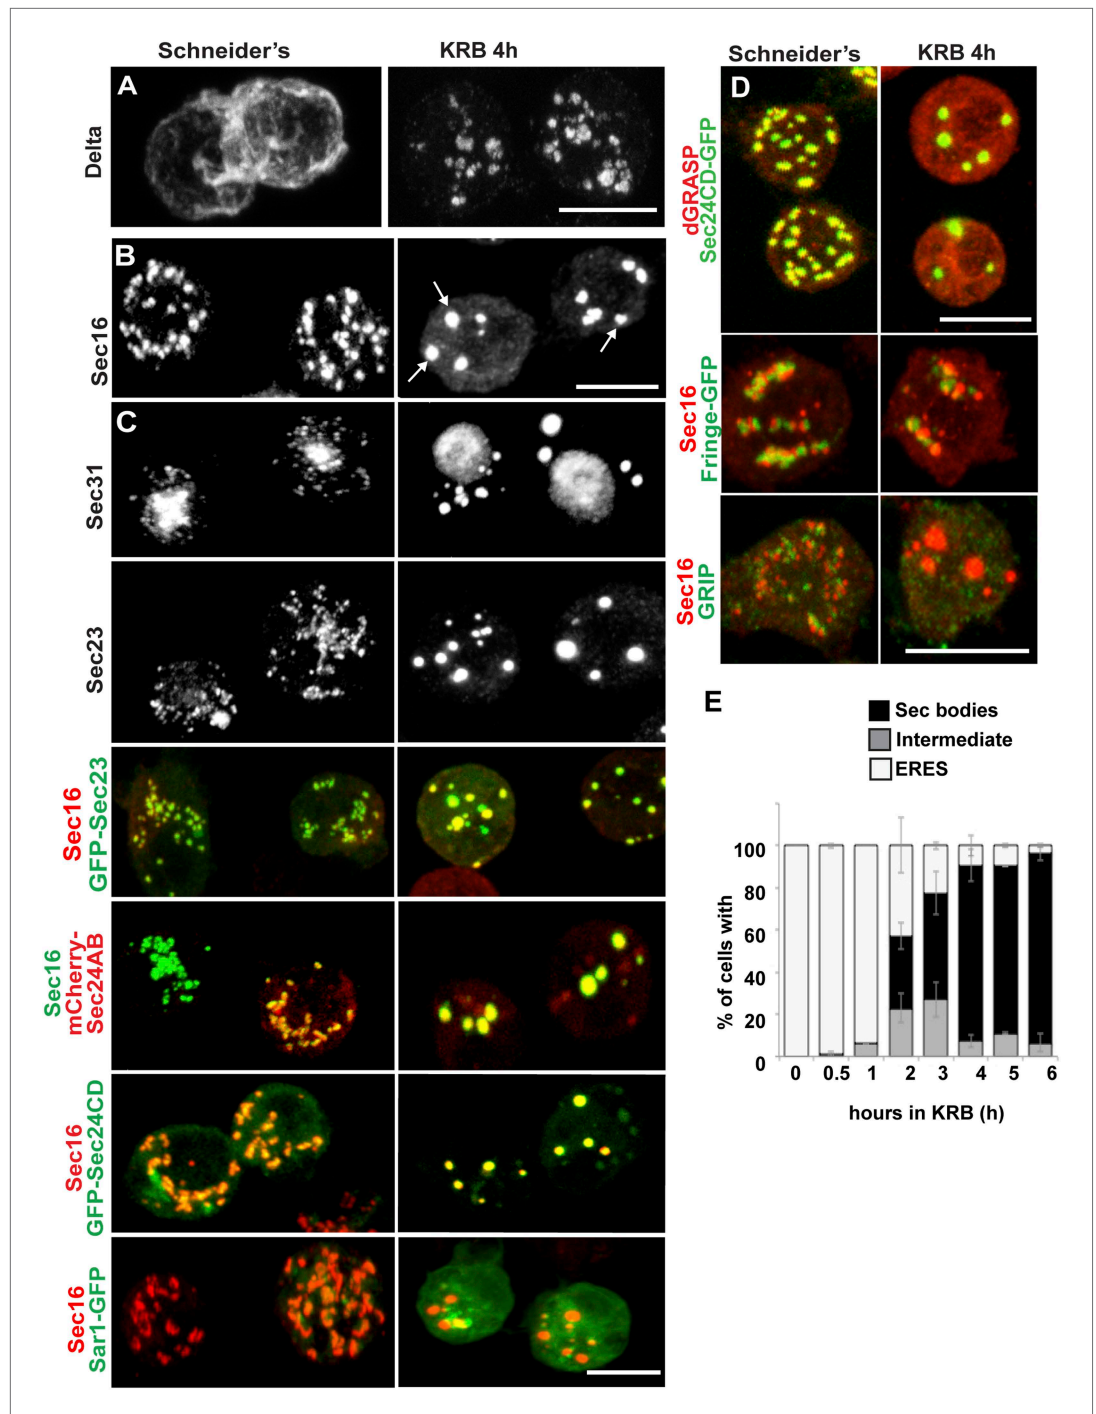 Schneider's
KRB 4h
A
Delta
B
Sec16
C
Sec31
Sec23
Sec16
GFP-Sec23
Sec16
mCherry-
Sec24AB
Sec16
GFP-Sec24CD
Sec16
Sar1-GFP
Schneider's
KRB 4h
D
dGRASP
Sec24CD-GFP
Sec16
Fringe-GFP
Sec16
GRIP
E
Sec bodies
Intermediate
ERES
% of cells with
100
80
60
40
20
0
0 0.5 1 2 3 4 5 6
hours in KRB (h)